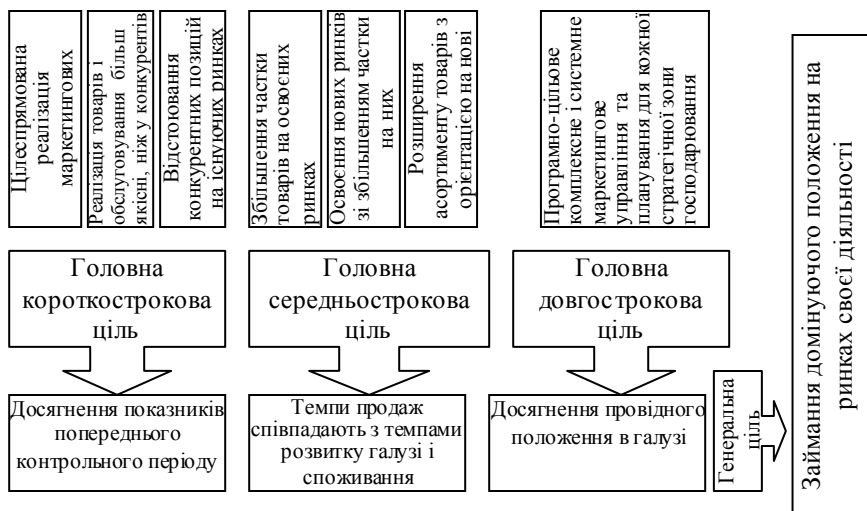 Цілеспрямована
реалізація
маркетингових
Реалізація товарів і
обслуговування більш
якісні, ніж у конкурентів
Відстоювання
конкурентних позицій
на існуючих ринках
Збільшення частки
товарів на освоєних
ринках
Освоєння нових ринків
зі збільшенням частки
на них
Розширення
асортименту товарів з
орієнтацією на нові
Програмно-цільове
комплексне і системне
маркетингове
управління та
планування для кожної
стратегічної зони
господарювання
Головна
короткострокова
ціль
Головна
середньострокова
ціль
Головна
довгострокова
ціль
Досягнення показників
попереднього
контрольного періоду
Темпи продаж
співпадають з темпами
розвитку галузі і
споживання
Досягнення провідного
положення в галузі
Генеральна
ціль
Займання домінуючого положення на
ринках своєї діяльності